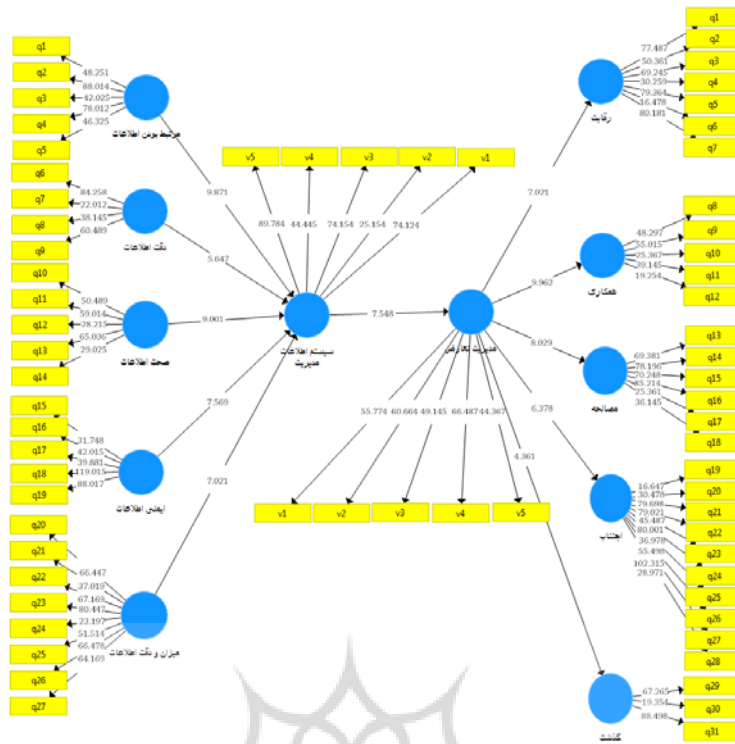 q1
q2
q3
q4
q5
48.251
88.014
42.025
78.012
46.325
مرتبط بودن اطلاعات
q6
q7
q8
q9
84.258
22.012
38.145
60.489
دقت اطلاعات
q10
q11
q12
q13
q14
50.489
59.014
28.215
65.036
29.025
صحت اطلاعات
q15
q16
q17
q18
q19
31.748
42.015
39.881
119.015
88.017
ایمنی اطلاعات
q20
q21
q22
q23
q24
q25
q26
q27
66.447
37.019
67.169
80.447
23.197
51.514
66.478
64.169
میزان و دقت اطلاعات
9.871
5.647
9.001
7.569
7.021
v5
v4
v3
v2
v1
89.784
44.445
74.154
25.154
74.124
سیستم اطلاعات
مدیریت
7.548
مدیریت تعارض
55.774
60.664
49.145
66.487
44.367
v1
v2
v3
v4
v5
7.021
9.962
8.029
6.378
4.361
q1
q2
q3
q4
q5
q6
q7
77.487
50.361
69.245
30.259
79.364
16.478
80.181
رقابت
q8
q9
q10
q11
q12
48.297
55.015
25.367
39.145
19.254
همکاری
q13
q14
q15
q16
q17
q18
69.381
78.196
70.248
85.214
25.361
36.145
مصالحه
q19
q20
q21
q22
q23
q24
q25
q26
q27
q28
16.647
30.478
79.698
79.021
45.487
80.001
36.978
55.498
102.315
28.971
اجتناب
q29
q30
q31
67.265
19.354
88.498
گذشت